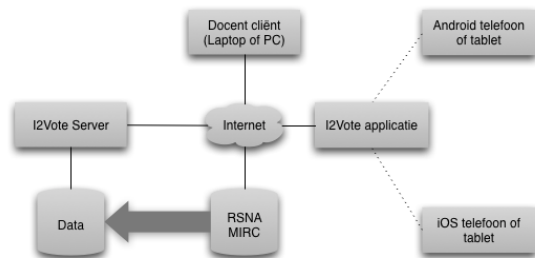 Docent cliënt
(Laptop of PC)
Android telefoon
of tablet
I2Vote Server
Internet
I2Vote applicatie
Data
RSNA
MIRC
iOS telefoon of
tablet